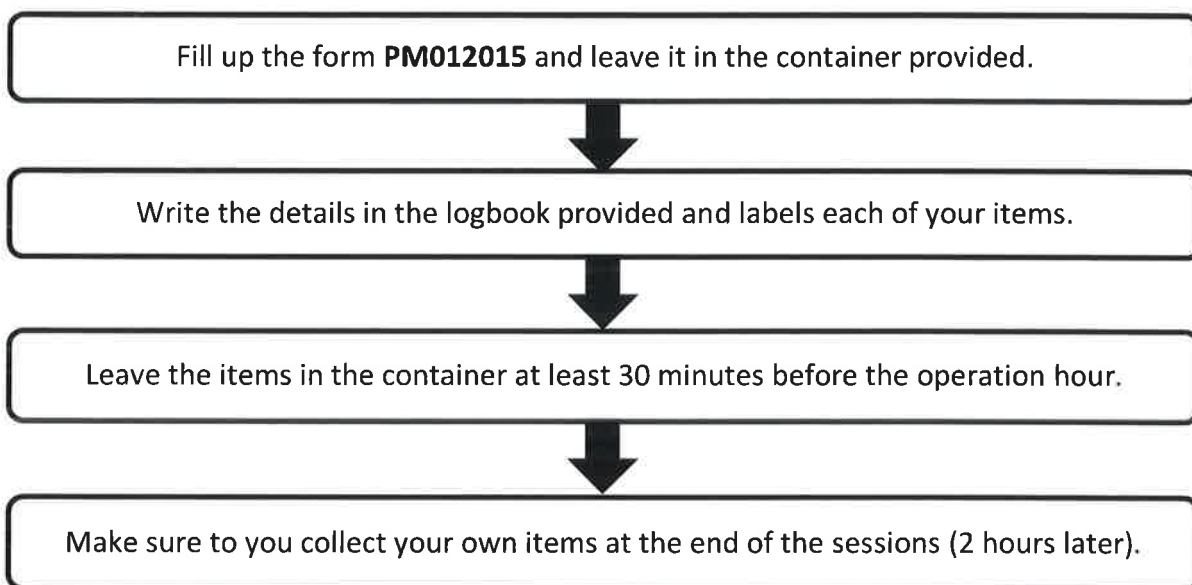 Fill up the form PM012015 and leave it in the container provided.
Write the details in the logbook provided and labels each of your items.
Leave the items in the container at least 30 minutes before the operation hour.
Make sure to you collect your own items at the end of the sessions (2 hours later).